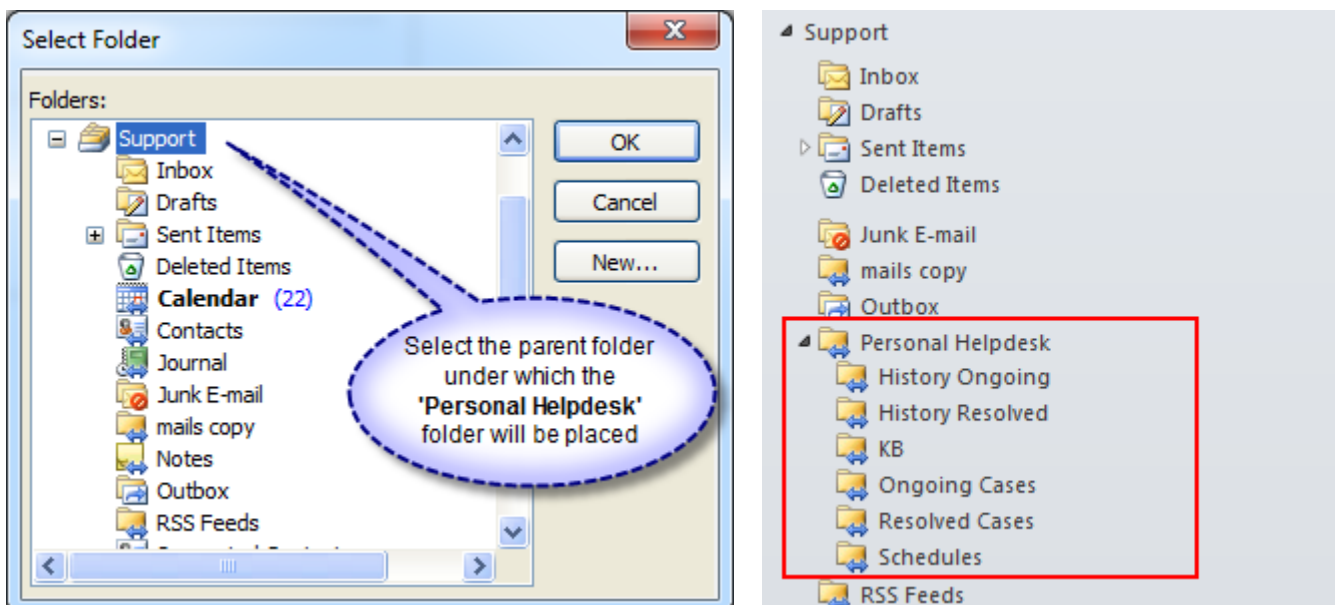 Select Folder
Folders:
Support
Inbox
Drafts
Sent Items
Deleted Items
Calendar (22)
Contacts
Journal
Junk E-mail
mails copy
Notes
Outbox
RSS Feeds
OK
Cancel
New...
Select the parent folder
under which the
'Personal Helpdesk'
folder will be placed
Support
Inbox
Drafts
Sent Items
Deleted Items
Junk E-mail
mails copy
Outbox
Personal Helpdesk
History Ongoing
History Resolved
KB
Ongoing Cases
Resolved Cases
Schedules
RSS Feeds